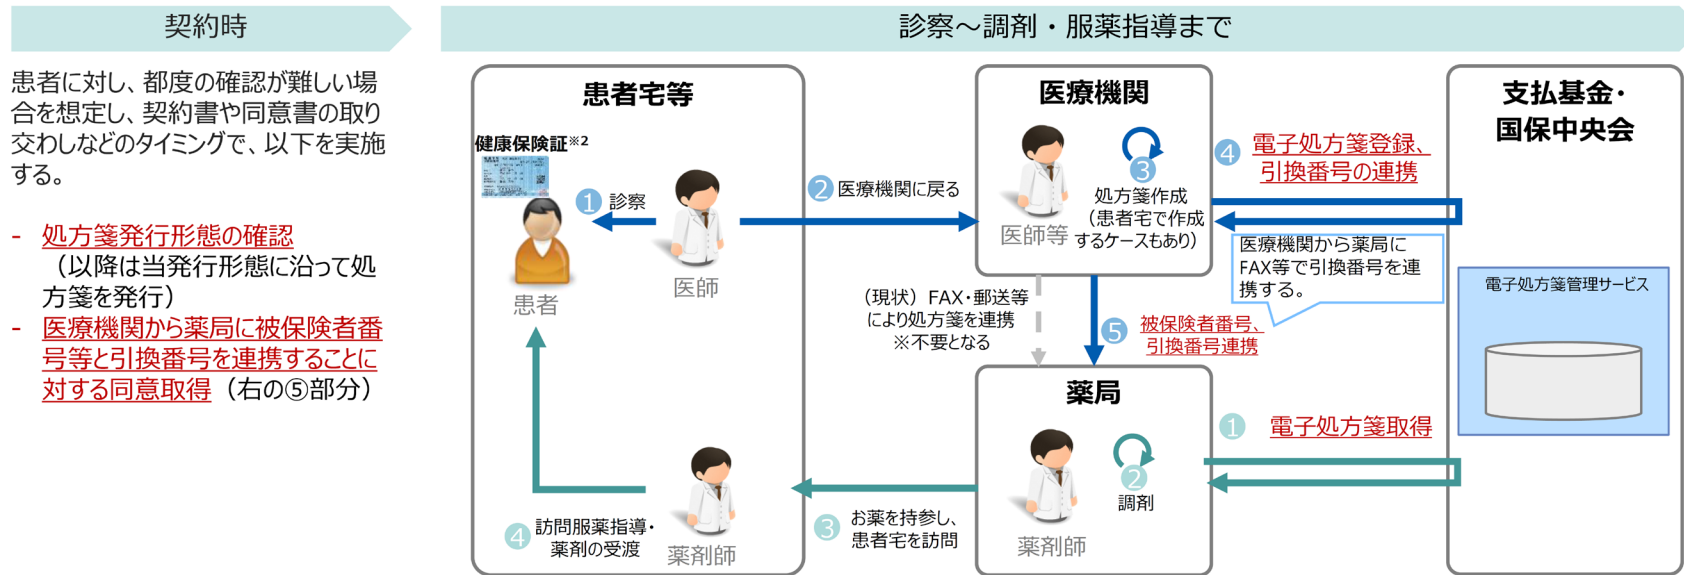 契約時
患者に対し、都度の確認が難しい場
合を想定し、契約書や同意書の取り
交わしなどのタイミングで、以下を実施
する。
- 処方箋発行形態の確認
（以降は当発行形態に沿って処
方箋を発行）
- 医療機関から薬局に被保険者番
号等と引換番号を連携することに
対する同意取得（右の⑤部分）
診察～調剤・服薬指導まで
患者宅等
健康保険証※2
患者
1 診察
医師
2 医療機関に戻る
医療機関
医師等
3
処方箋作成
（患者宅で作成
するケースもあり）
4 電子処方箋登録、
引換番号の連携
医療機関から薬局に
FAX等で引換番号を連
携する。
（現状）FAX・郵送等
により処方箋を連携
※不要となる
5 被保険者番号、
引換番号連携
支払基金・
国保中央会
電子処方箋管理サービス
薬局
薬剤師
1 電子処方箋取得
2
調剤
3 お薬を持参し、
患者宅を訪問
4 訪問服薬指導・
薬剤の受渡
薬剤師